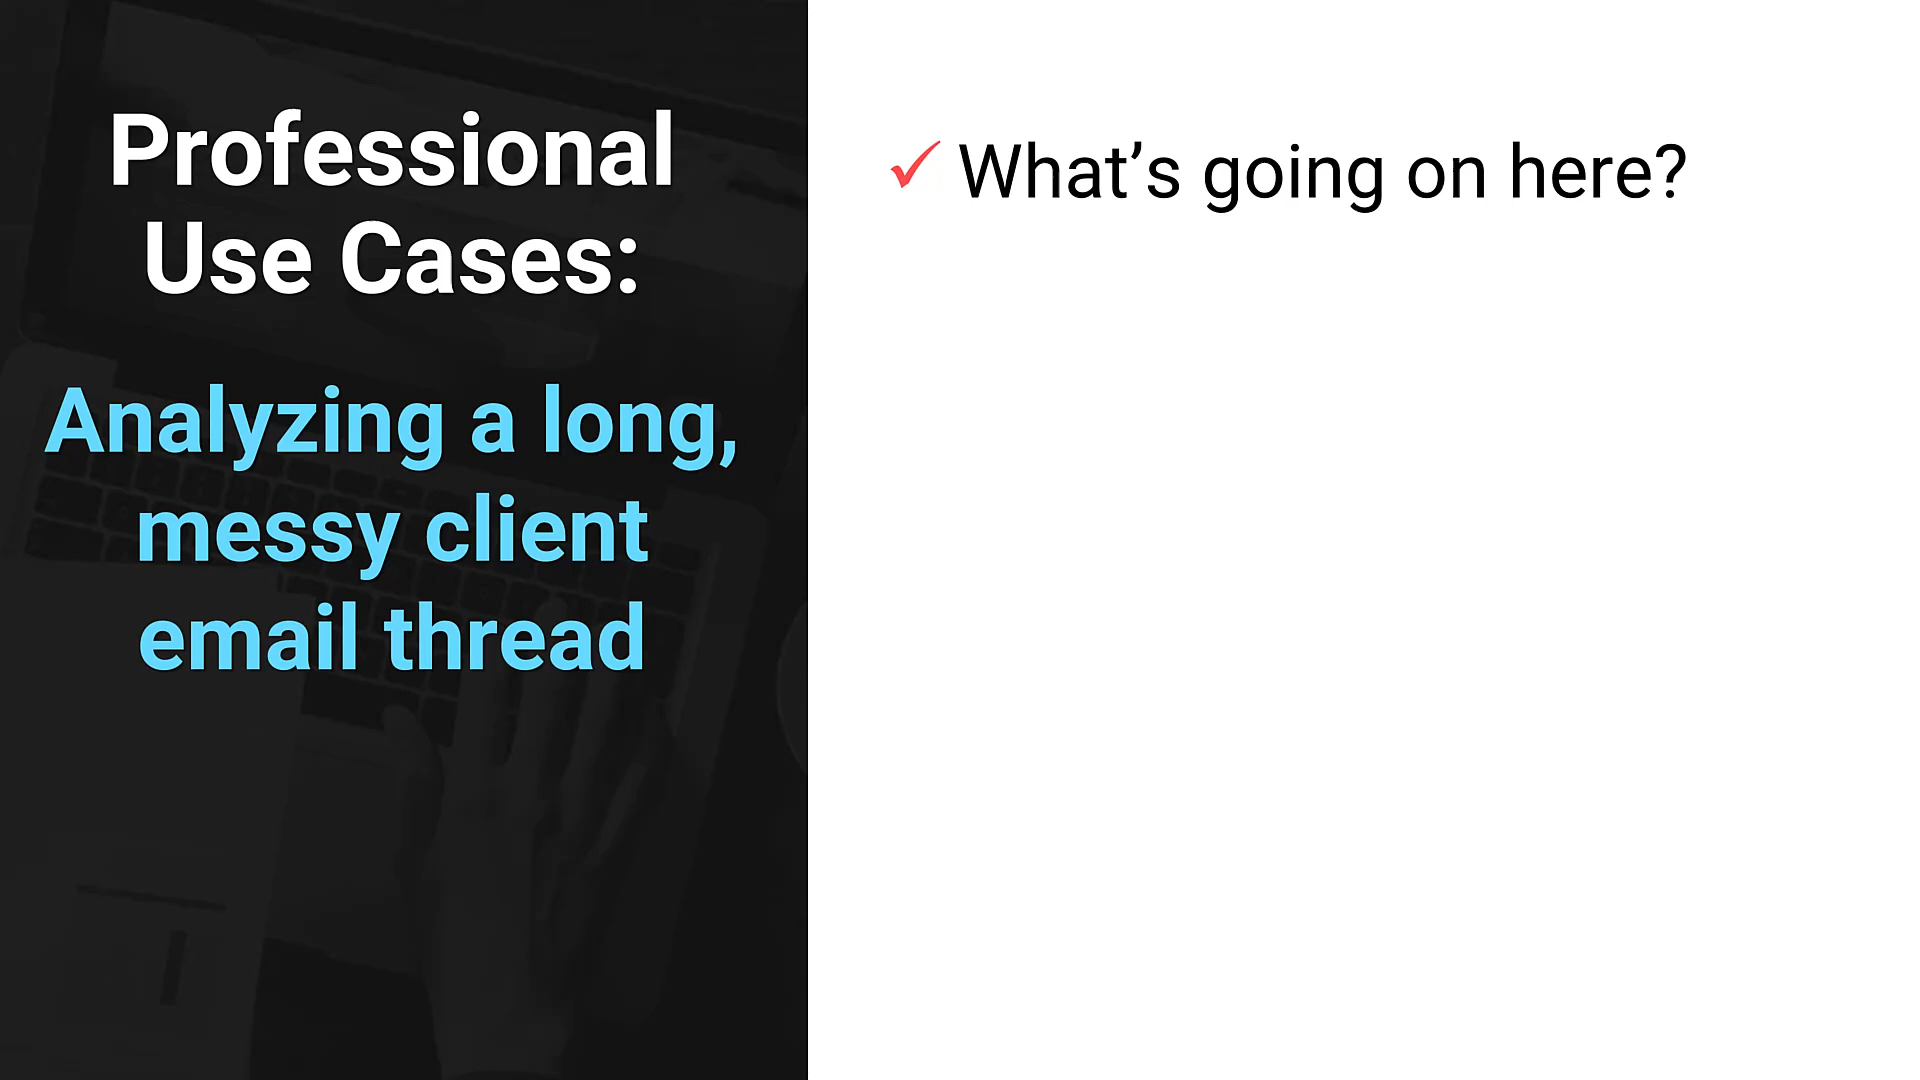 Professional
Use Cases:
Analyzing a long,
messy client
email thread
What’s going on here?